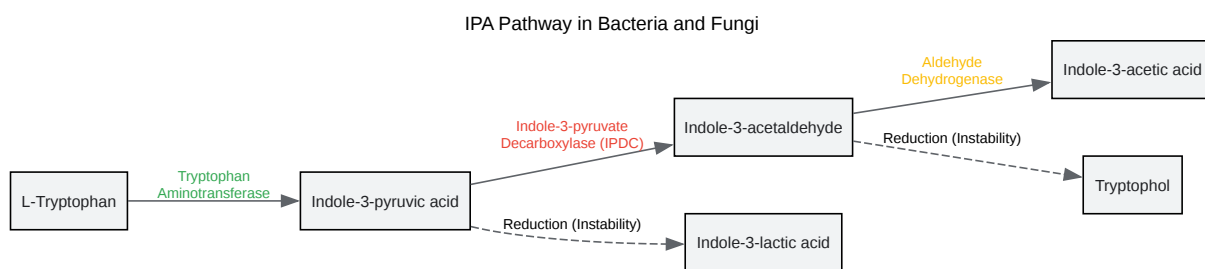 IPA Pathway in Bacteria and Fungi
L-Tryptophan
Tryptophan
Aminotransferase
Indole-3-pyruvic acid
Indole-3-pyruvate
Decarboxylase (IPDC)
Reduction (Instability)
Indole-3-lactic acid
Indole-3-acetaldehyde
Aldehyde
Dehydrogenase
Indole-3-acetic acid
Reduction (Instability)
Tryptophol